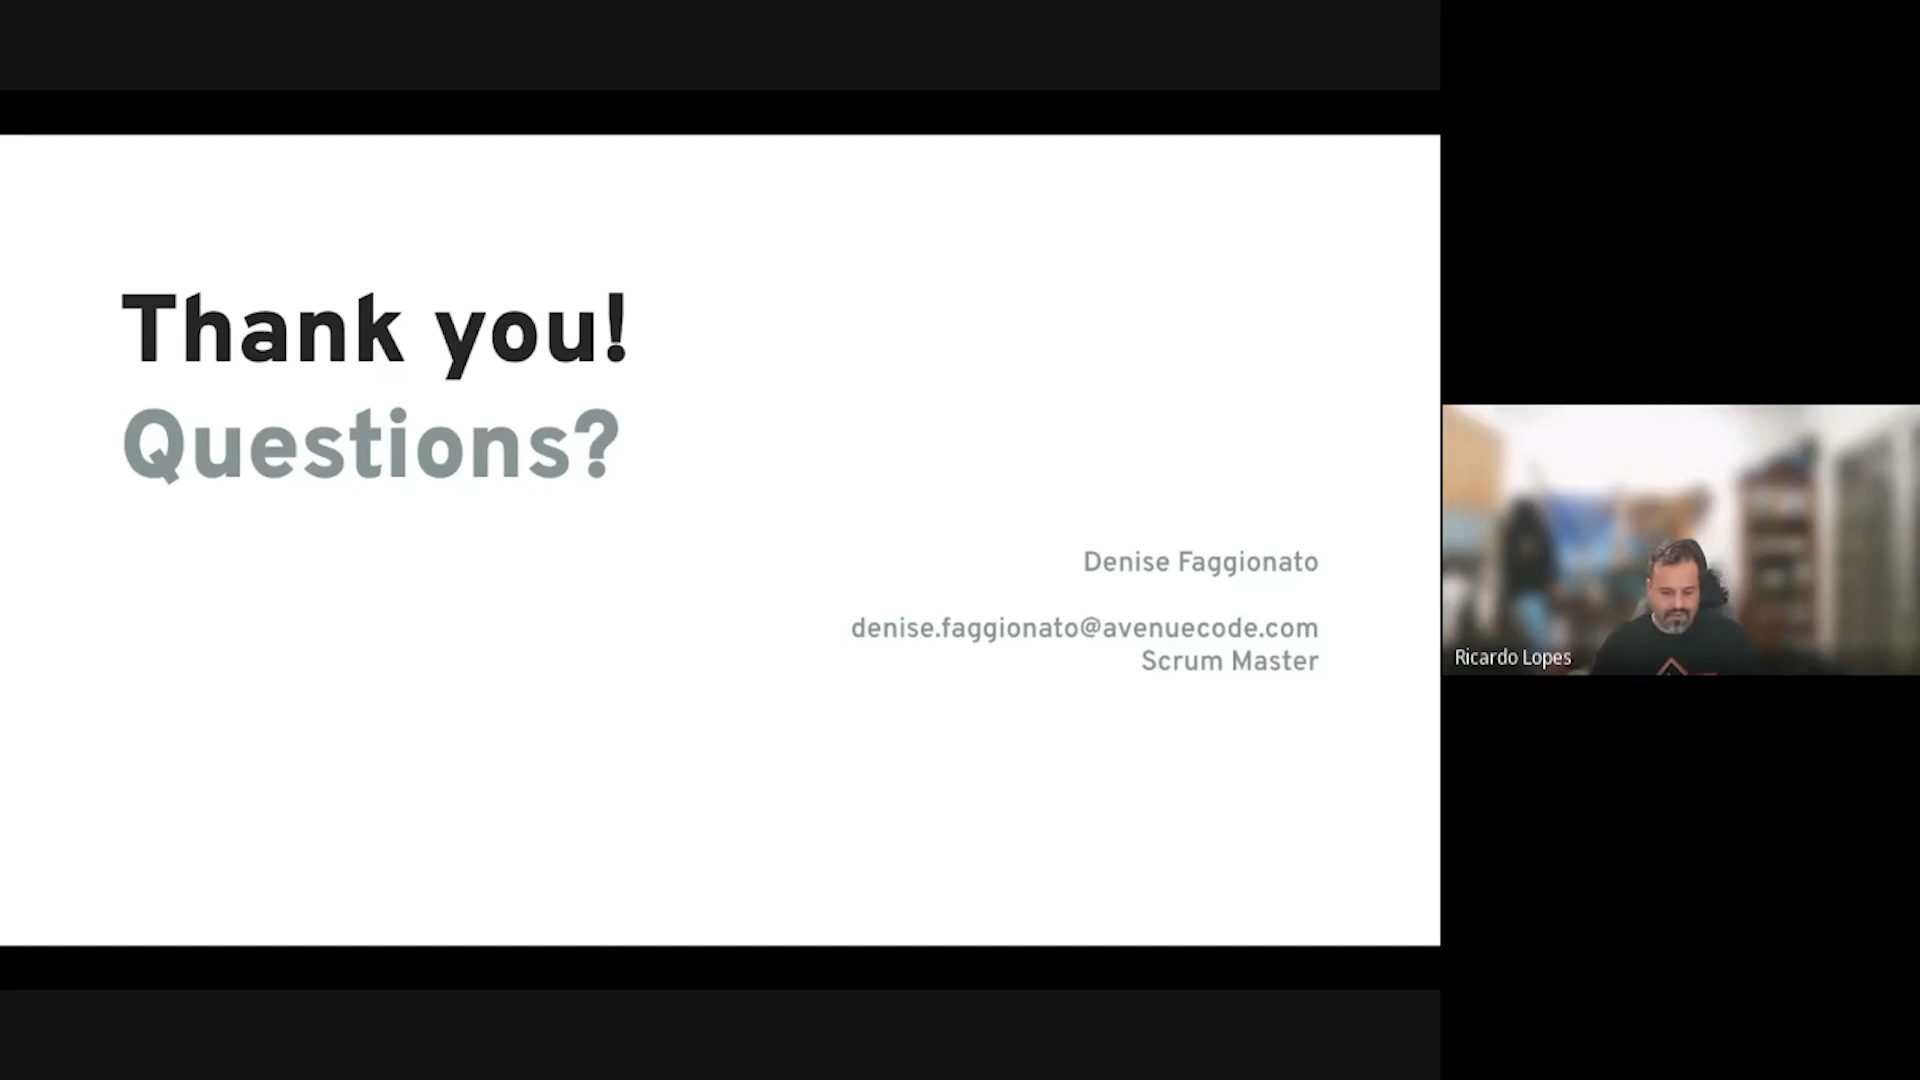 Thank you!
Questions?
Denise Faggionato
denise.faggionato@avenuecode.com
Scrum Master
Ricardo Lopes